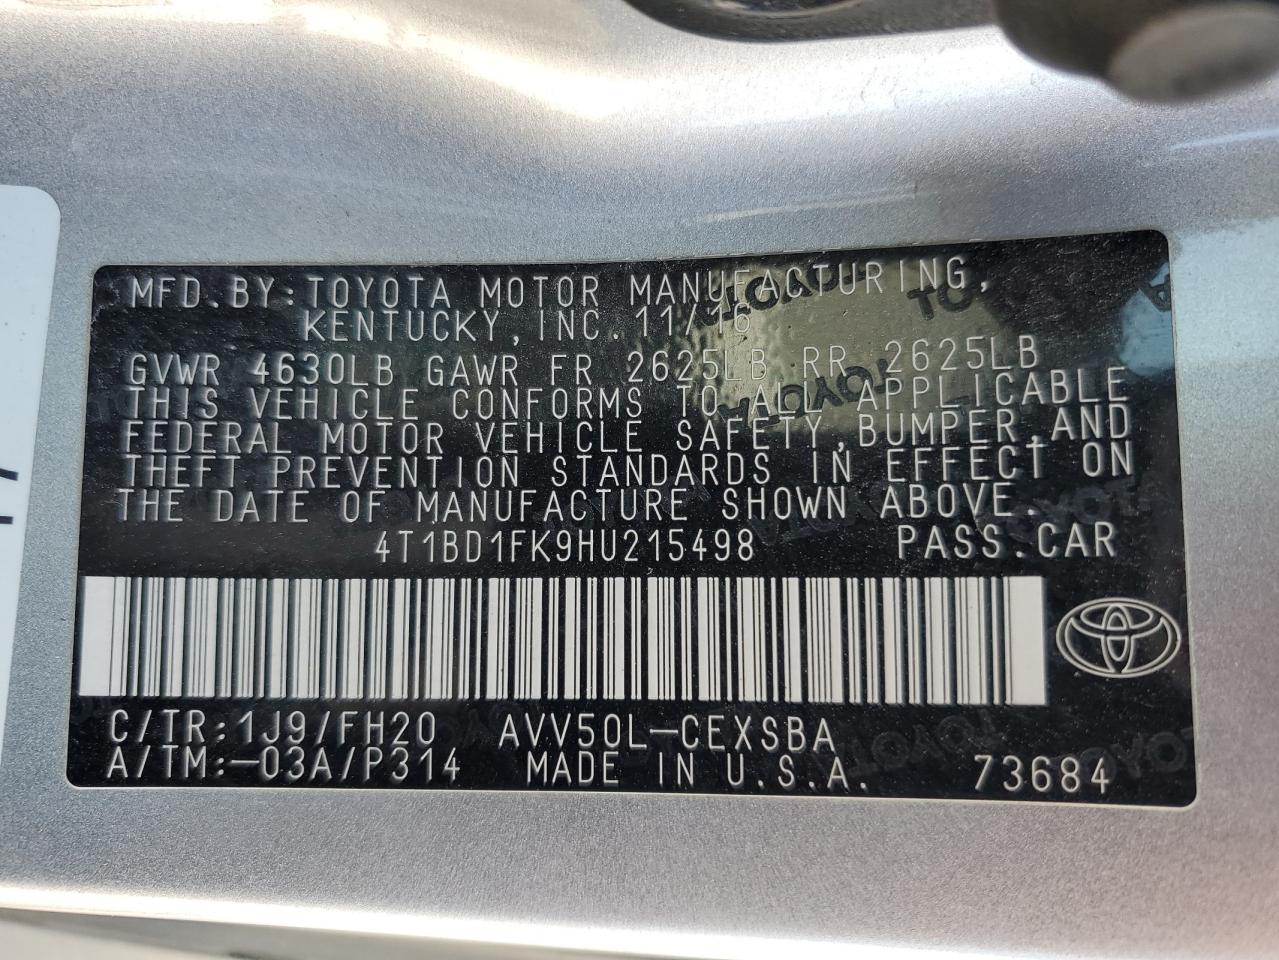 MFD.BY:TOYOTA MOTOR MANUFACTURING,
KENTUCKY,INC. 11/16
GVWR 4630LB GAWR FR 2625LB RR 2625LB
THIS VEHICLE CONFORMS TO ALL APPLICABLE
FEDERAL MOTOR VEHICLE SAFETY,BUMPER,AND
THEFT PREVENTION STANDARDS IN EFFECT ON
THE DATE OF MANUFACTURE SHOWN ABOVE.
4T1BD1FK9HU215498 PASS.CAR
C/TR:1J9/FH20 AVV50L-CEXSBA
A/TM:-03A/P314 MADE IN U.S.A. 73684